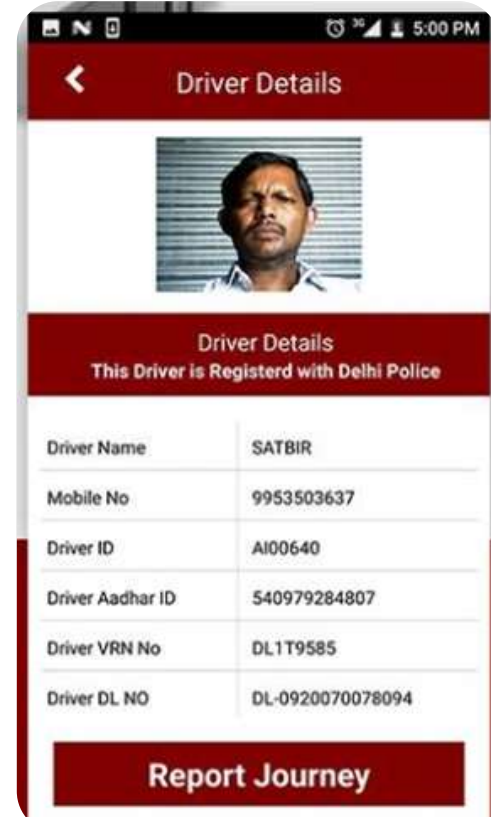 3G 5:00 PM
Driver Details
Driver Details
This Driver is Registerd with Delhi Police
Driver Name SATBIR
Mobile No 9953503637
Driver ID AI00640
Driver Aadhar ID 540979284807
Driver VRN No DL1T9585
Driver DL NO DL-0920070078094
Report Journey